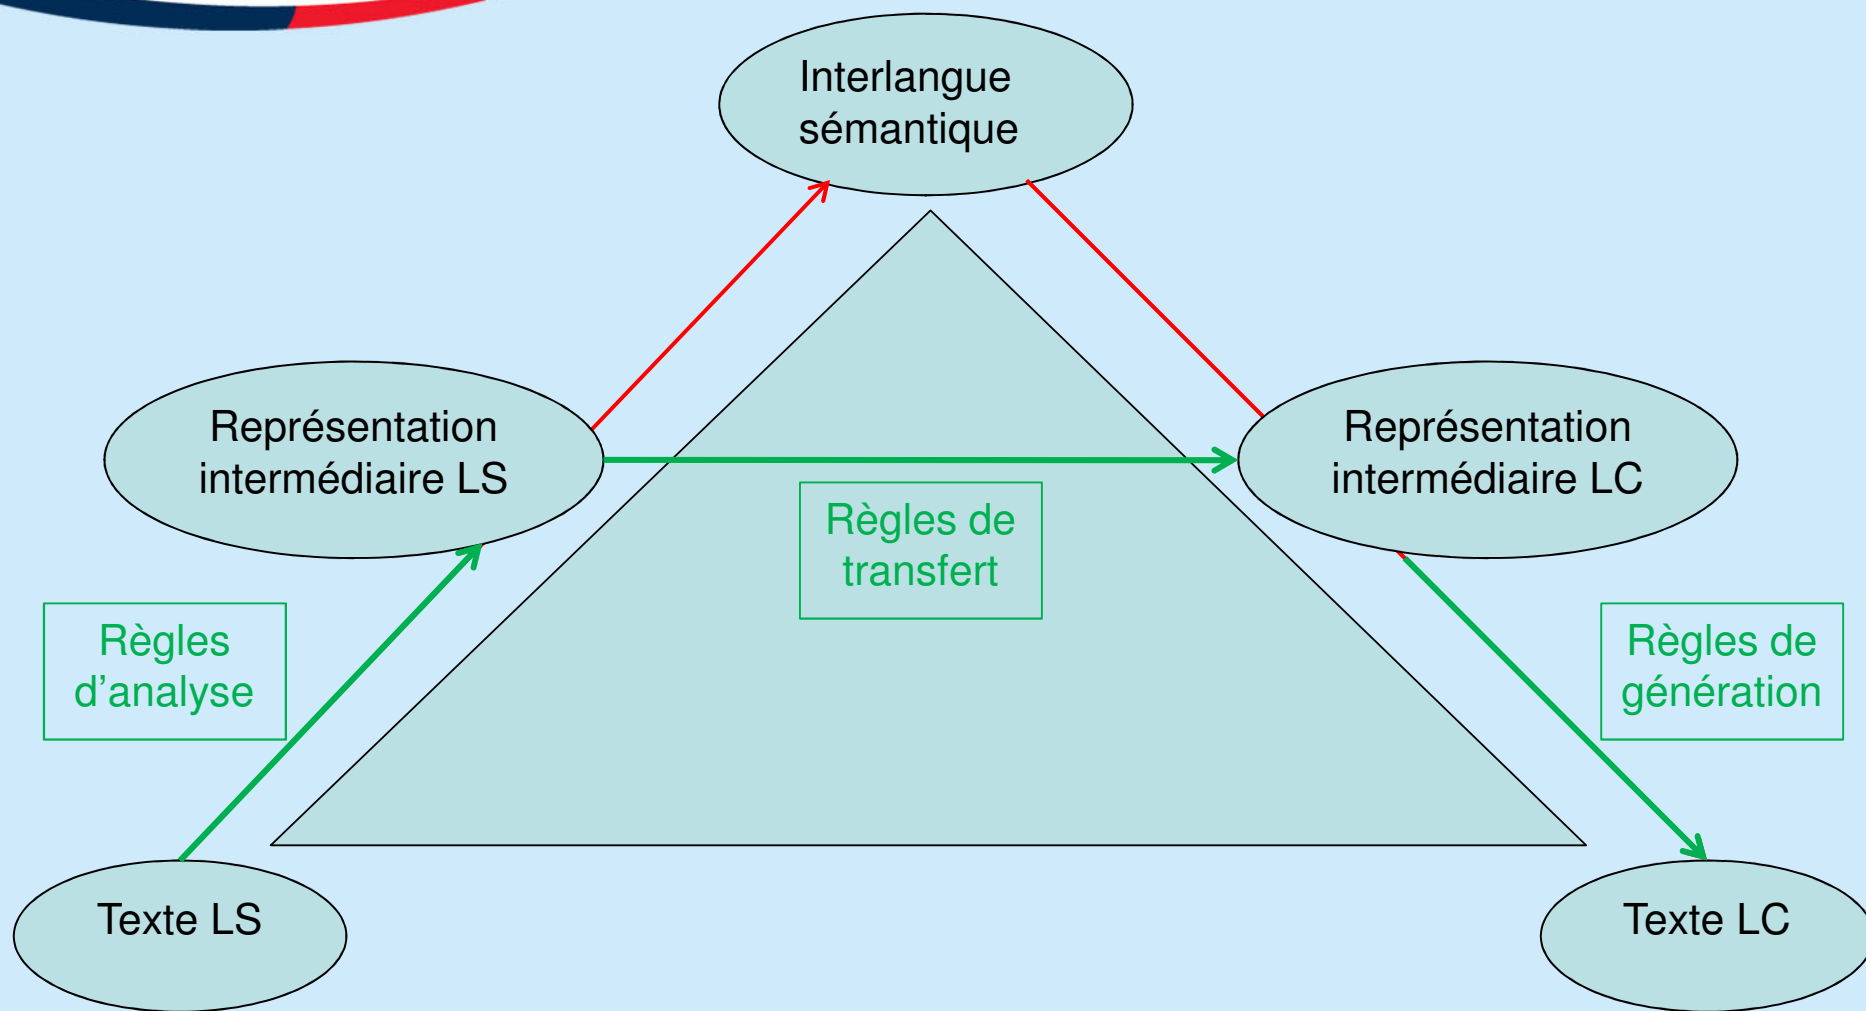 Interlangue
sémantique
Représentation
intermédiaire LS
Représentation
intermédiaire LC
Règles de
transfert
Règles
d’analyse
Règles de
génération
Texte LS
Texte LC